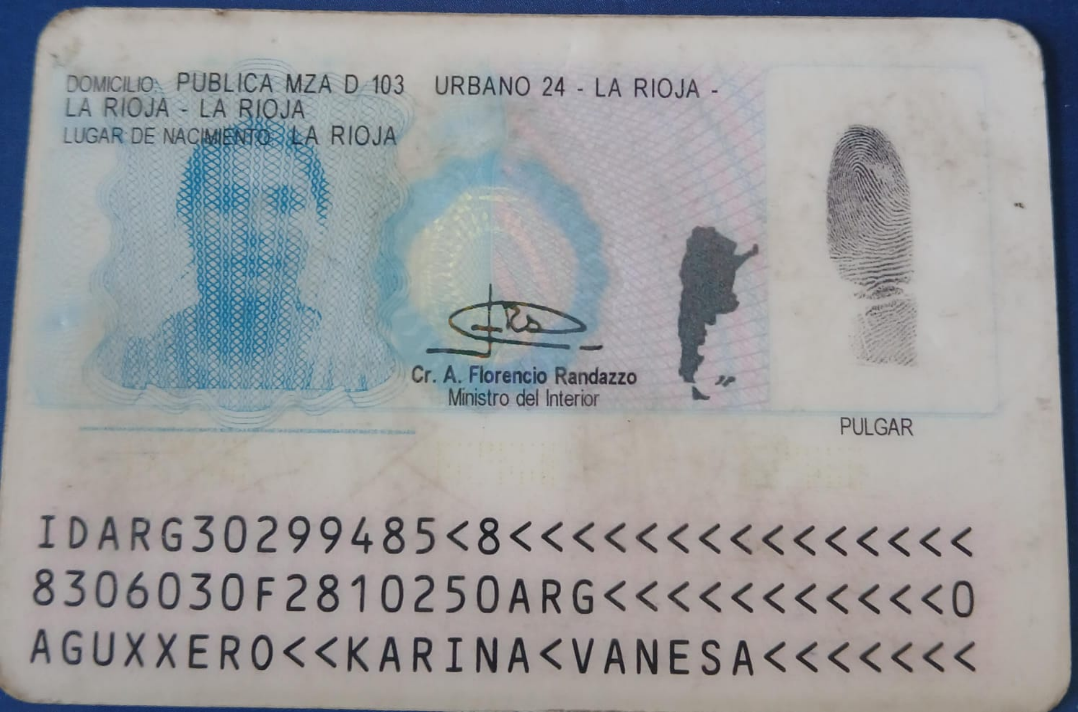 DOMICILIO: PUBLICA MZA D 103 URBANO 24 - LA RIOJA -
LA RIOJA - LA RIOJA
LUGAR DE NACIMIENTO: LA RIOJA
Cr. A. Florencio Randazzo
Ministro del Interior
PULGAR
IDARG30299485<8<<<<<<<<<<<<<<<
8306030F2810250ARG<<<<<<<<<<<0
AGUXXERO<<KARINA<VANESA<<<<<<<